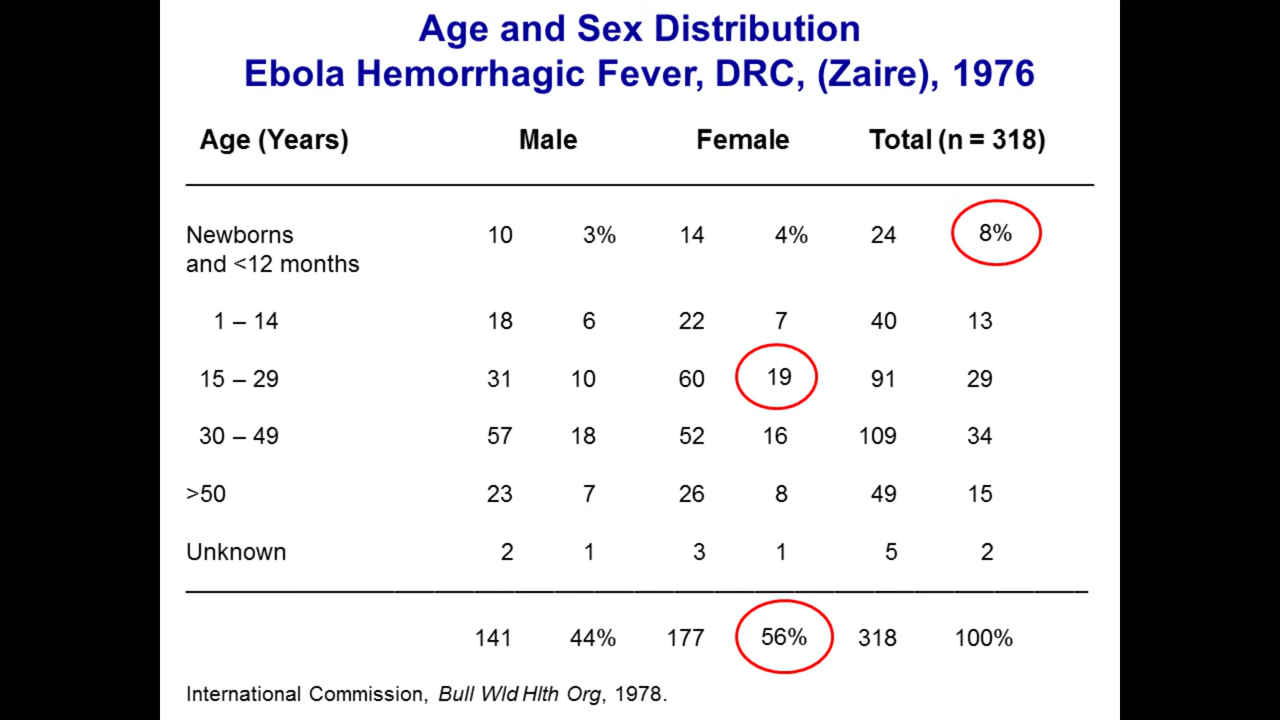 Age and Sex Distribution
Ebola Hemorrhagic Fever, DRC, (Zaire), 1976
Age (Years) Male Female Total (n = 318)
Newborns 10 3% 14 4% 24 8%
and <12 months
1 – 14 18 6 22 7 40 13
15 – 29 31 10 60 19 91 29
30 – 49 57 18 52 16 109 34
>50 23 7 26 8 49 15
Unknown 2 1 3 1 5 2
141 44% 177 56% 318 100%
International Commission, Bull Wld Hlth Org, 1978.